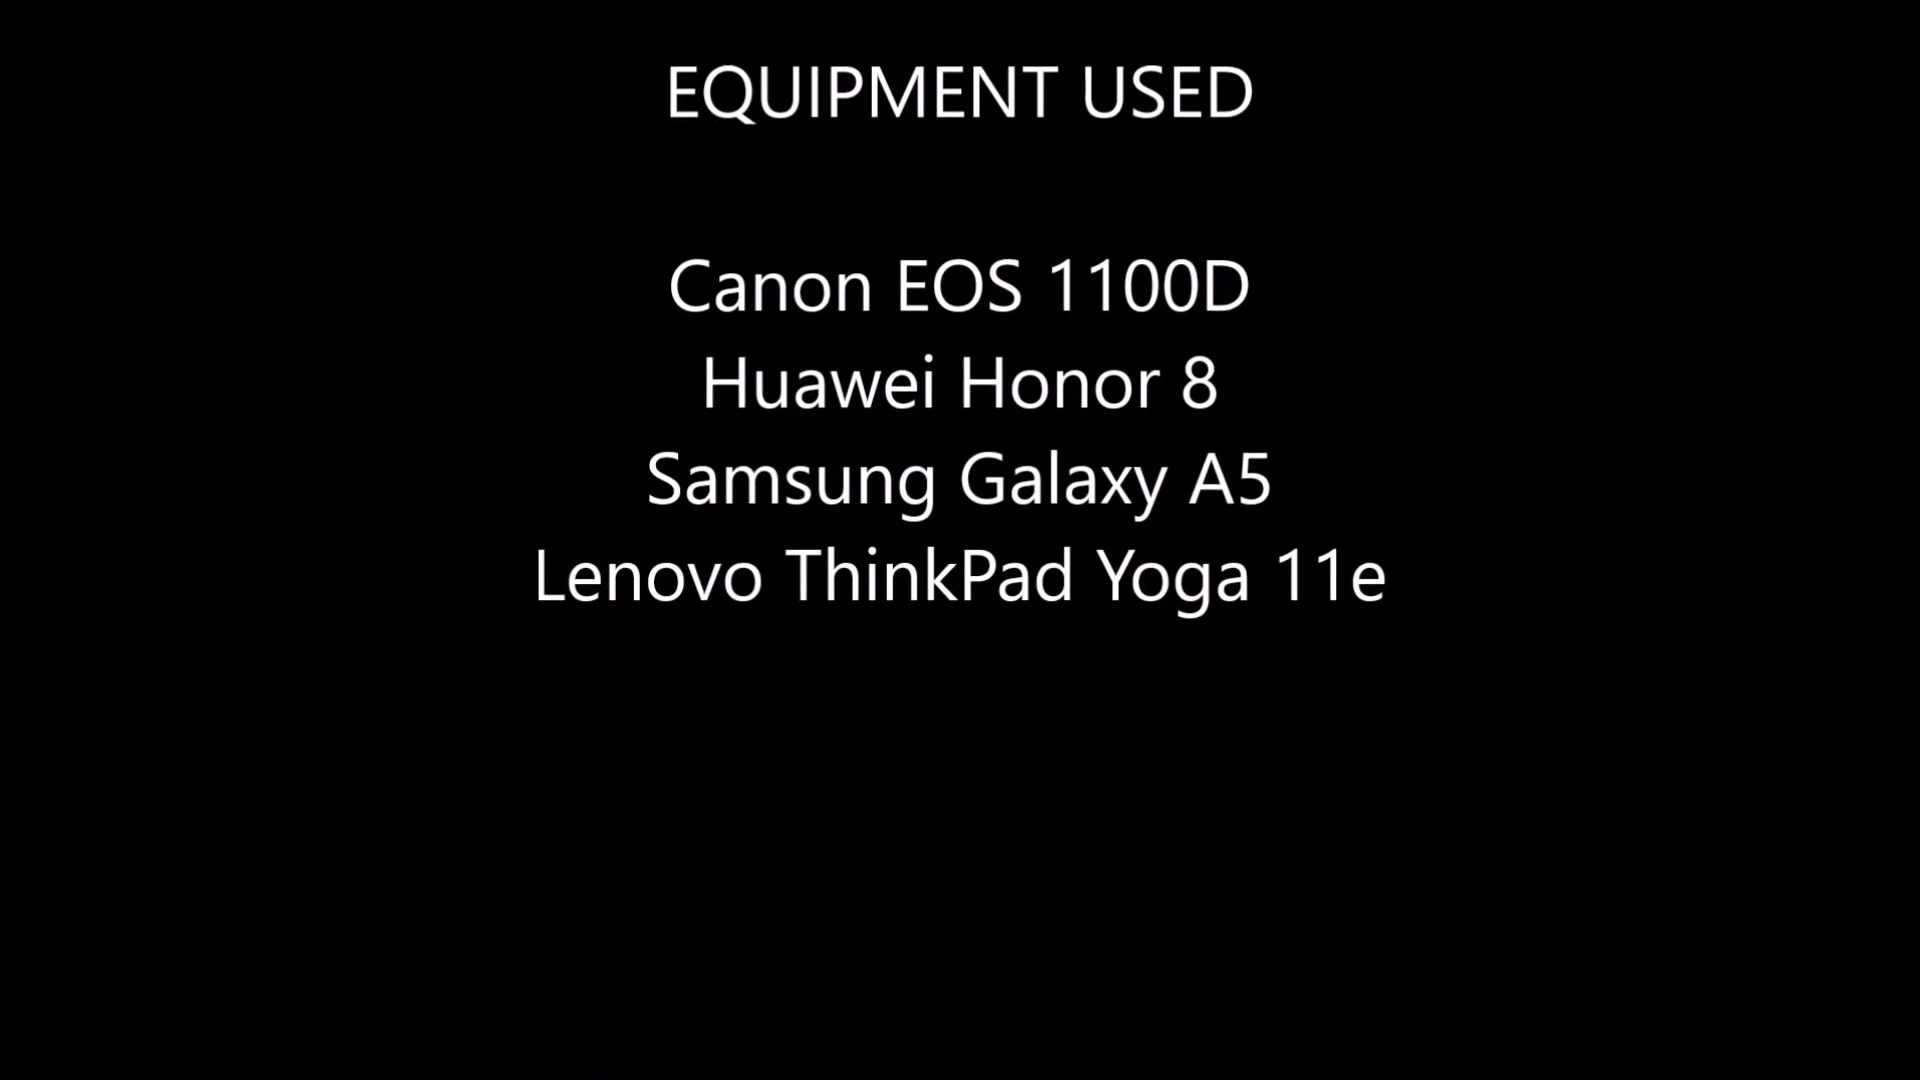 EQUIPMENT USED
Canon EOS 1100D
Huawei Honor 8
Samsung Galaxy A5
Lenovo ThinkPad Yoga 11e